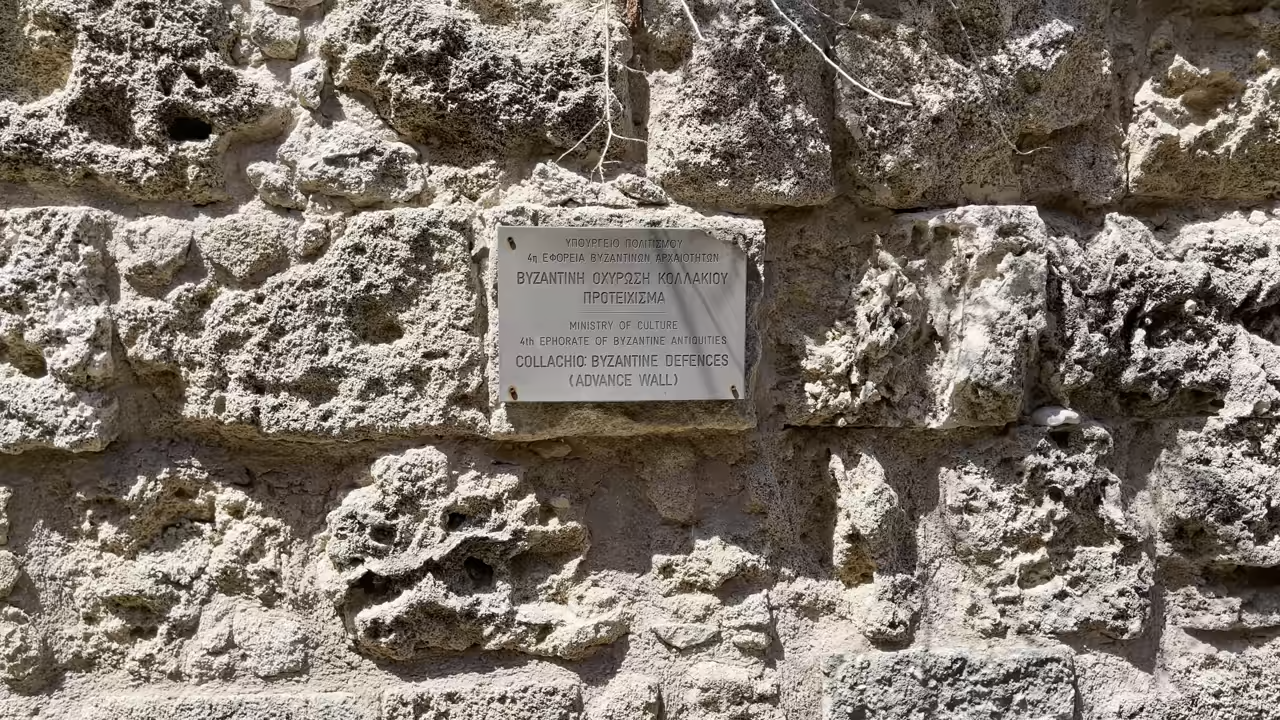 ΥΠΟΥΡΓΕΙΟ ΠΟΛΙΤΙΣΜΟΥ
4η ΕΦΟΡΕΙΑ ΒΥΖΑΝΤΙΝΩΝ ΑΡΧΑΙΟΤΗΤΩΝ
ΒΥΖΑΝΤΙΝΗ ΟΧΥΡΩΣΗ ΚΟΛΛΑΚΙΟΥ
ΠΡΟΤΕΙΧΙΣΜΑ
MINISTRY OF CULTURE
4th EPHORATE OF BYZANTINE ANTIQUITIES
COLLACHIO: BYZANTINE DEFENCES
(ADVANCE WALL)